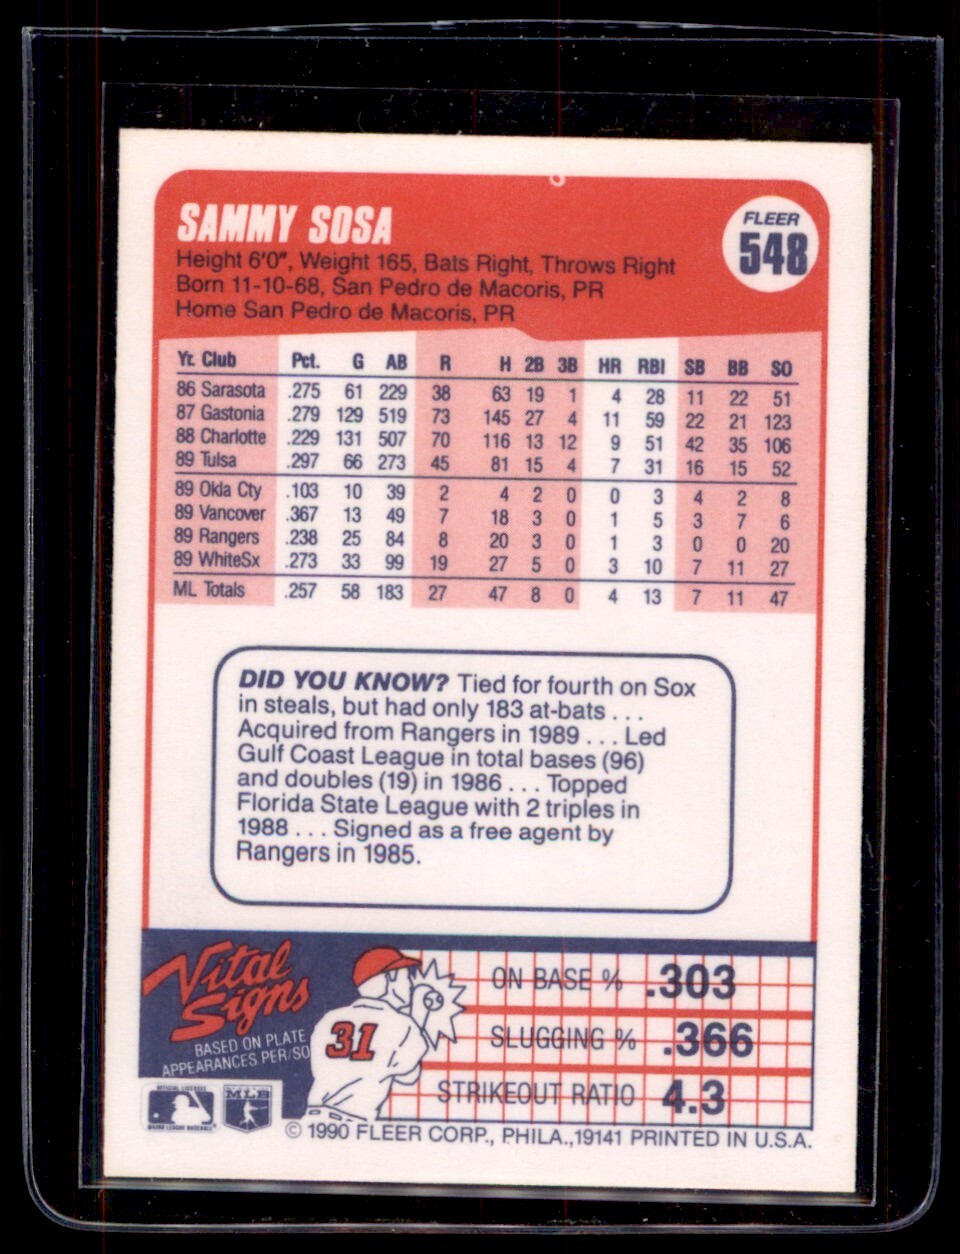 SAMMY SOSA
FLEER
548
Height 6'0", Weight 165, Bats Right, Throws Right
Born 11-10-68, San Pedro de Macoris, PR
Home San Pedro de Macoris, PR
Yr. Club Pct. G AB R H 2B 3B HR RBI SB BB SO
86 Sarasota .275 61 229 38 63 19 1 4 28 11 22 51
87 Gastonia .279 129 519 73 145 27 4 11 59 22 21 123
88 Charlotte .229 131 507 70 116 13 12 9 51 42 35 106
89 Tulsa .297 66 273 45 81 15 4 7 31 16 15 52
89 Okla Cty .103 10 39 2 4 2 0 0 3 4 2 8
89 Vancover .367 13 49 7 18 3 0 1 5 3 7 6
89 Rangers .238 25 84 8 20 3 0 1 3 0 0 20
89 WhiteSx .273 33 99 19 27 5 0 3 10 7 11 27
ML Totals .257 58 183 27 47 8 0 4 13 7 11 47
DID YOU KNOW? Tied for fourth on Sox
in steals, but had only 183 at-bats . . .
Acquired from Rangers in 1989 . . . Led
Gulf Coast League in total bases (96)
and doubles (19) in 1986 . . . Topped
Florida State League with 2 triples in
1988 . . . Signed as a free agent by
Rangers in 1985.
Vital
Signs
BASED ON PLATE
APPEARANCES PER/SO
31
ON BASE % .303
SLUGGING % .366
STRIKEOUT RATIO 4.3
OFFICIAL LICENSEE
MAJOR LEAGUE BASEBALL
MLB
© 1990 FLEER CORP., PHILA.,19141 PRINTED IN U.S.A.